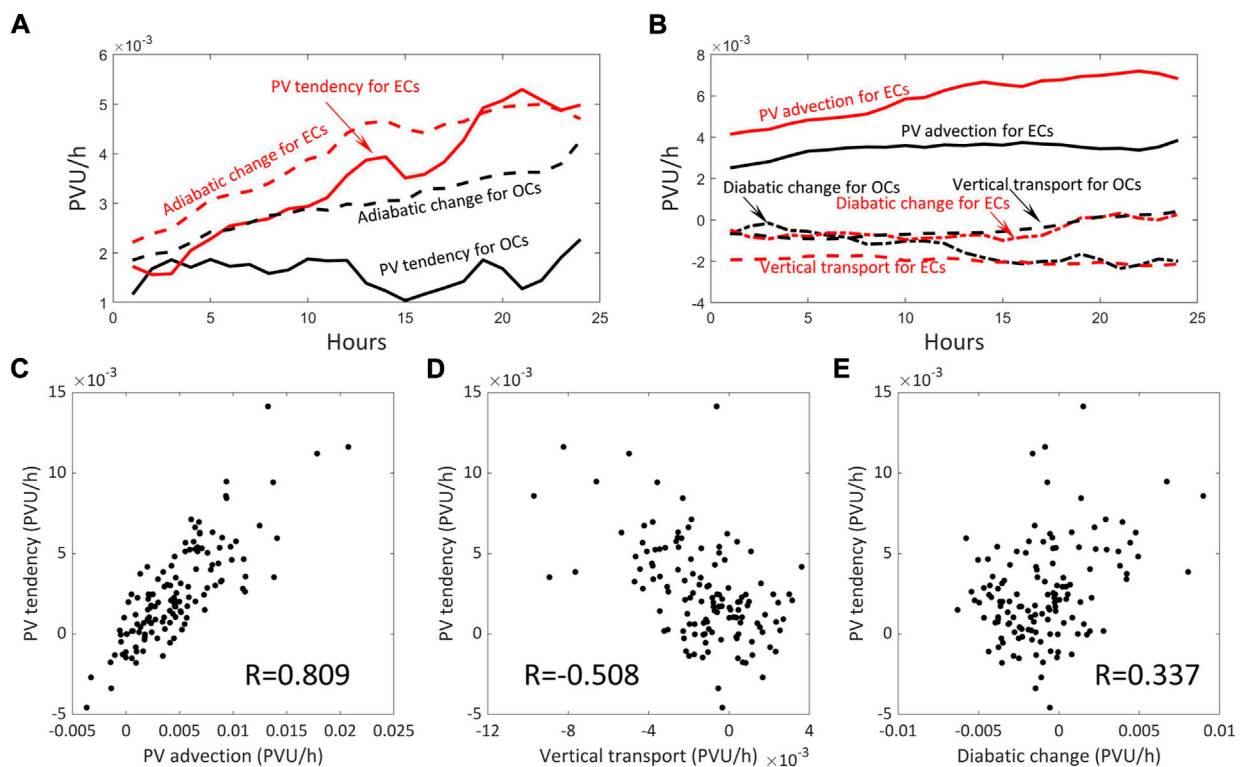 A
B
×10⁻³
×10⁻³
6
5
4
3
2
1
PVU/h
PV tendency for ECs
Adiabatic change for ECs
Adiabatic change for OCs
PV tendency for OCs
0 5 10 15 20 25
Hours
8
6
4
2
0
-2
-4
PVU/h
PV advection for ECs
PV advection for ECs
Diabatic change for OCs
Vertical transport for OCs
Diabatic change for ECs
Vertical transport for ECs
0 5 10 15 20 25
Hours
C
D
E
×10⁻³
15
10
5
0
-5
PV tendency (PVU/h)
R=0.809
-0.005 0 0.005 0.01 0.015 0.02 0.025
PV advection (PVU/h)
×10⁻³
15
10
5
0
-5
PV tendency (PVU/h)
R=-0.508
-12 -8 -4 0 4
Vertical transport (PVU/h) ×10⁻³
×10⁻³
15
10
5
0
-5
PV tendency (PVU/h)
R=0.337
-0.01 -0.005 0 0.005 0.01
Diabatic change (PVU/h)